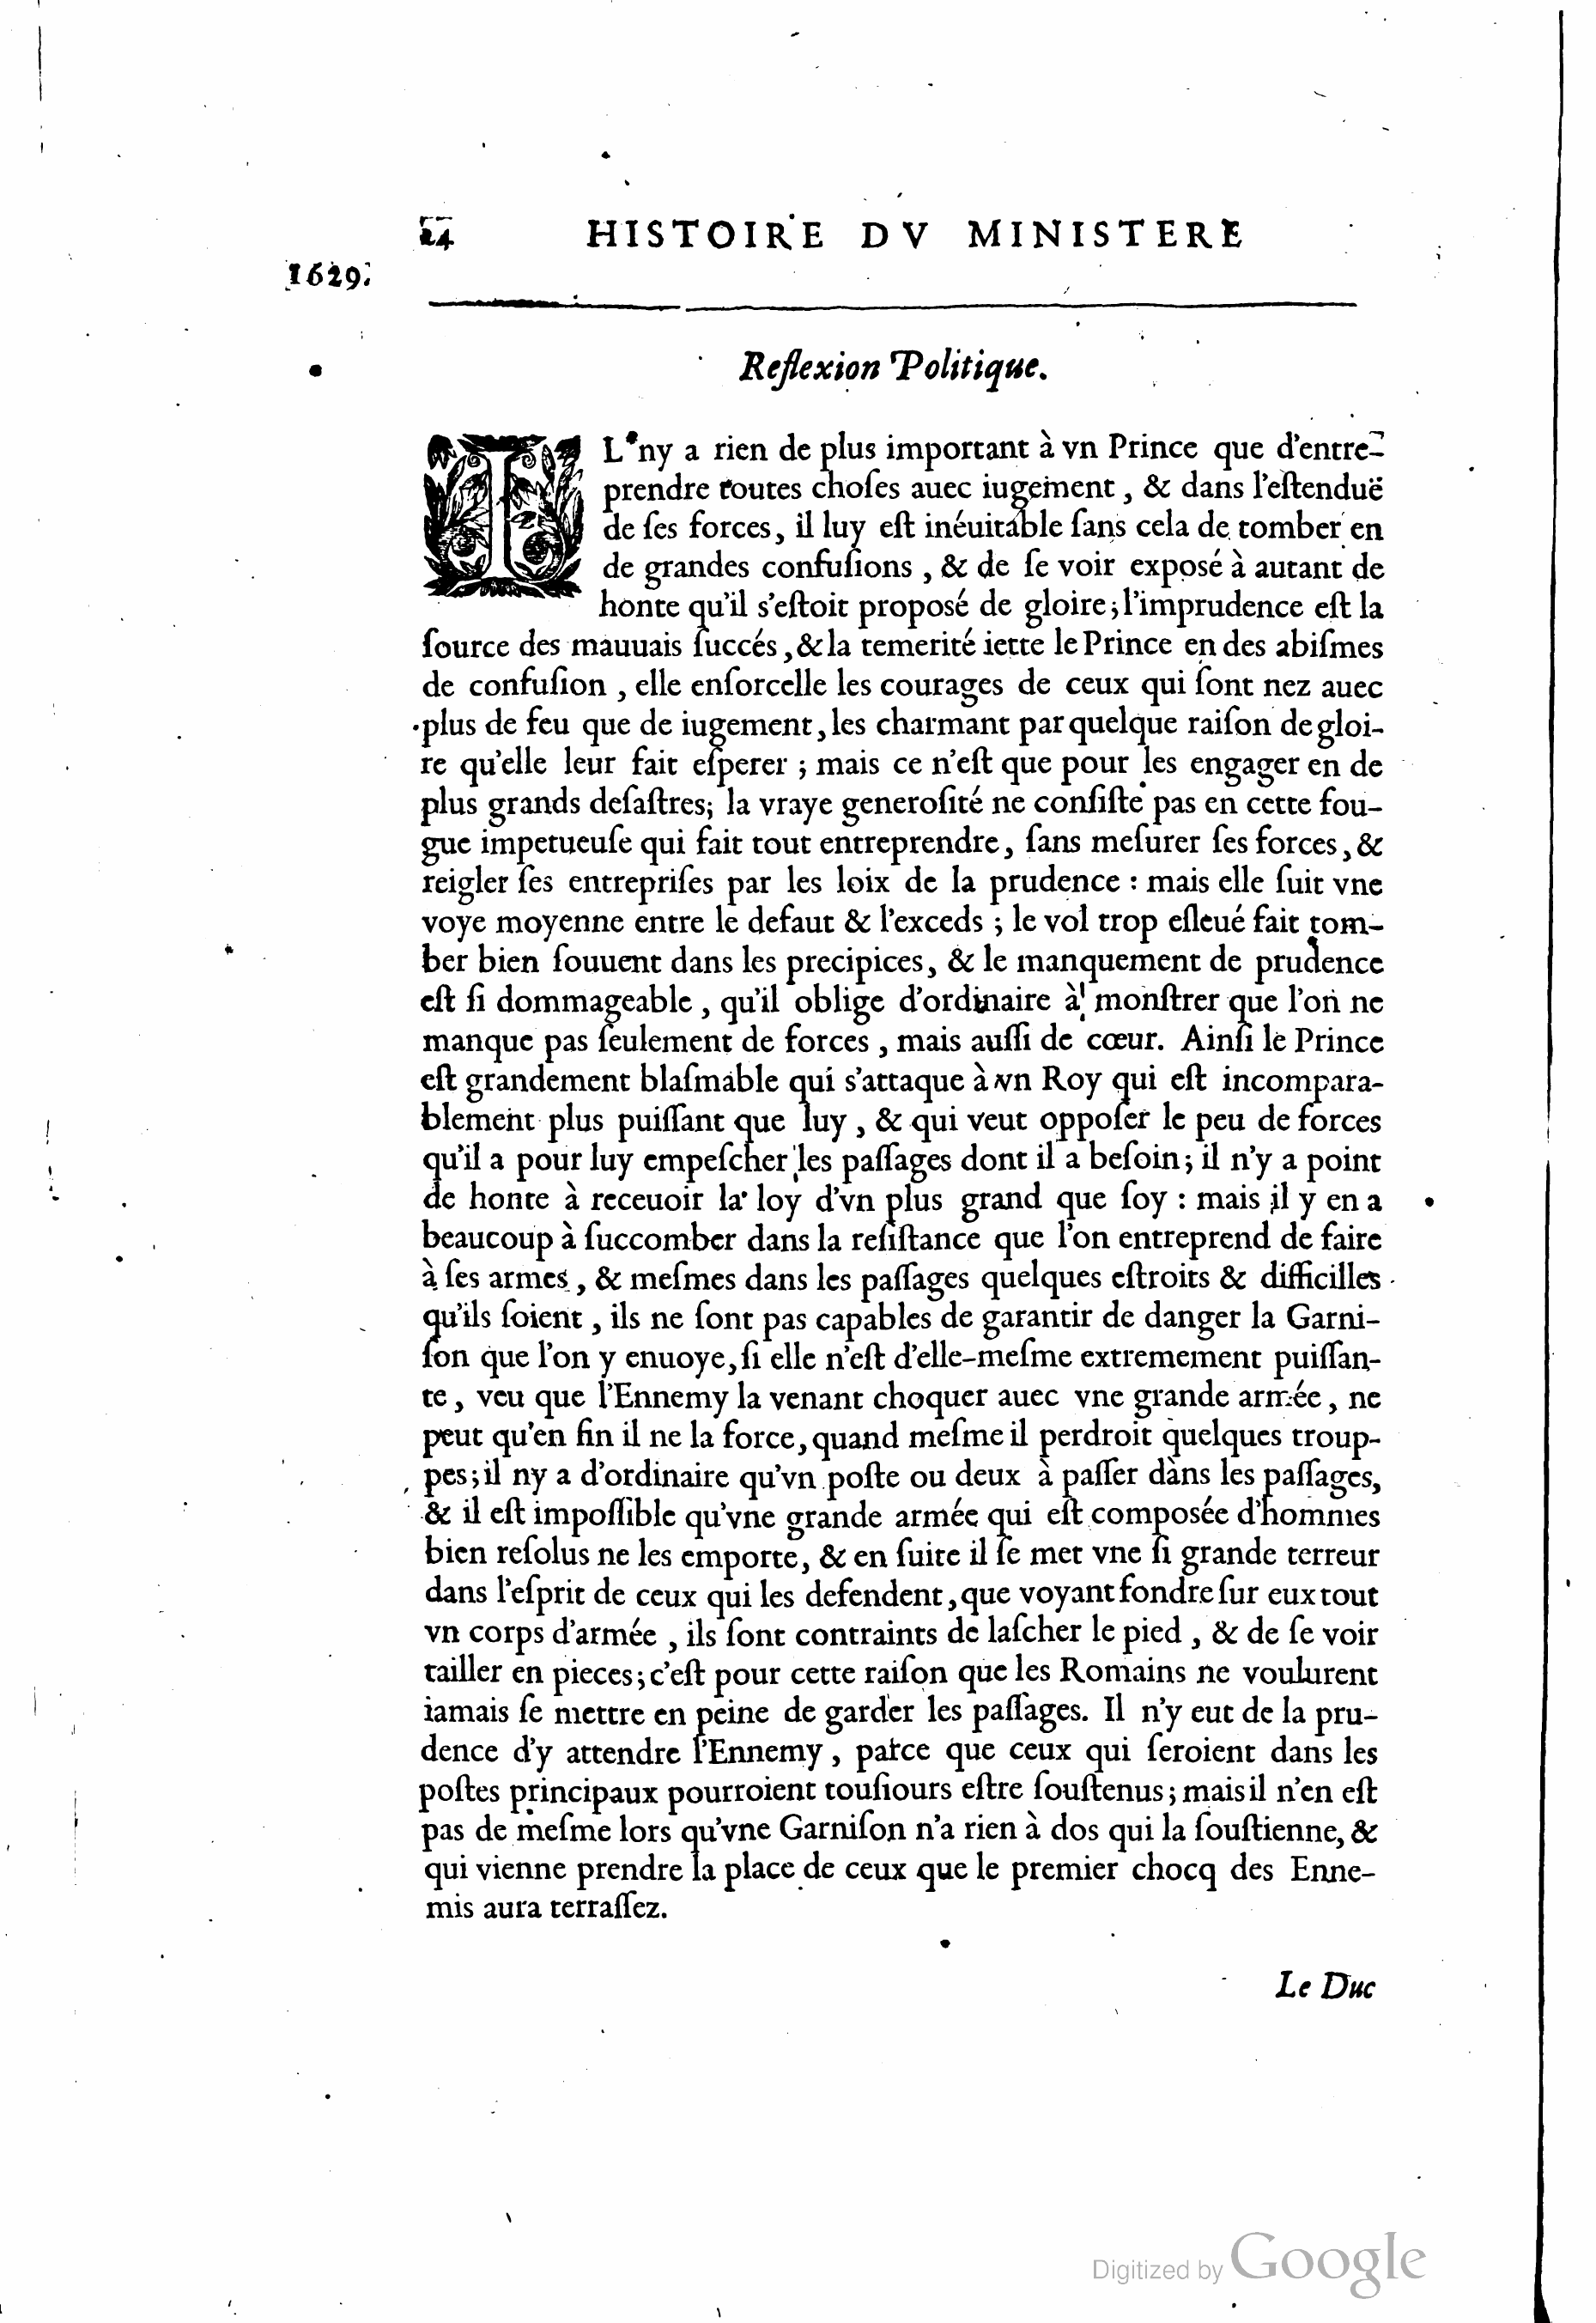 24 HISTOIRE DV MINISTERE
1629.
Reflexion Politique.
IL ny a rien de plus important à vn Prince que d'entre-
prendre toutes choſes auec iugement, & dans l'eſtenduë
de ſes forces, il luy eſt inéuitable ſans cela de tomber en
de grandes confuſions, & de ſe voir exposé à autant de
honte qu'il s'eſtoit proposé de gloire; l'imprudence eſt la
ſource des mauuais ſuccés, & la temerité iette le Prince en des abiſmes
de confuſion, elle enſorcelle les courages de ceux qui ſont nez auec
plus de feu que de iugement, les charmant par quelque raiſon de gloi-
re qu'elle leur fait eſperer; mais ce n'eſt que pour les engager en de
plus grands deſaſtres; la vraye generoſité ne conſiſte pas en cette fou-
gue impetueuſe qui fait tout entreprendre, ſans meſurer ſes forces, &
reigler ſes entrepriſes par les loix de la prudence : mais elle ſuit vne
voye moyenne entre le defaut & l'exceds ; le vol trop eſleué fait tom-
ber bien ſouuent dans les precipices, & le manquement de prudence
eſt ſi dommageable, qu'il oblige d'ordinaire à monſtrer que l'on ne
manque pas ſeulement de forces, mais auſſi de cœur. Ainſi le Prince
eſt grandement blaſmable qui s'attaque à vn Roy qui eſt incompara-
blement plus puiſſant que luy, & qui veut oppoſer le peu de forces
qu'il a pour luy empeſcher les paſſages dont il a beſoin; il n'y a point
de honte à receuoir la loy d'vn plus grand que ſoy : mais il y en a
beaucoup à ſuccomber dans la reſiſtance que l'on entreprend de faire
à ſes armes, & meſmes dans les paſſages quelques eſtroits & difficilles
qu'ils ſoient, ils ne ſont pas capables de garantir de danger la Garni-
ſon que l'on y enuoye, ſi elle n'eſt d'elle-meſme extremement puiſſan-
te, veu que l'Ennemy la venant choquer auec vne grande armée, ne
peut qu'en fin il ne la force, quand meſme il perdroit quelques troup-
pes; il ny a d'ordinaire qu'vn poſte ou deux à paſſer dans les paſſages,
& il eſt impoſſible qu'vne grande armée qui eſt composée d'hommes
bien reſolus ne les emporte, & en ſuite il ſe met vne ſi grande terreur
dans l'eſprit de ceux qui les defendent, que voyant fondre ſur eux tout
vn corps d'armée, ils ſont contraints de laſcher le pied, & de ſe voir
tailler en pieces; c'eſt pour cette raiſon que les Romains ne voulurent
iamais ſe mettre en peine de garder les paſſages. Il n'y eut de la pru-
dence d'y attendre l'Ennemy, parce que ceux qui ſeroient dans les
poſtes principaux pourroient touſiours eſtre ſouſtenus; mais il n'en eſt
pas de meſme lors qu'vne Garniſon n'a rien à dos qui la ſouſtienne, &
qui vienne prendre la place de ceux que le premier chocq des Enne-
mis aura terraſſez.
Le Duc
Digitized by Google